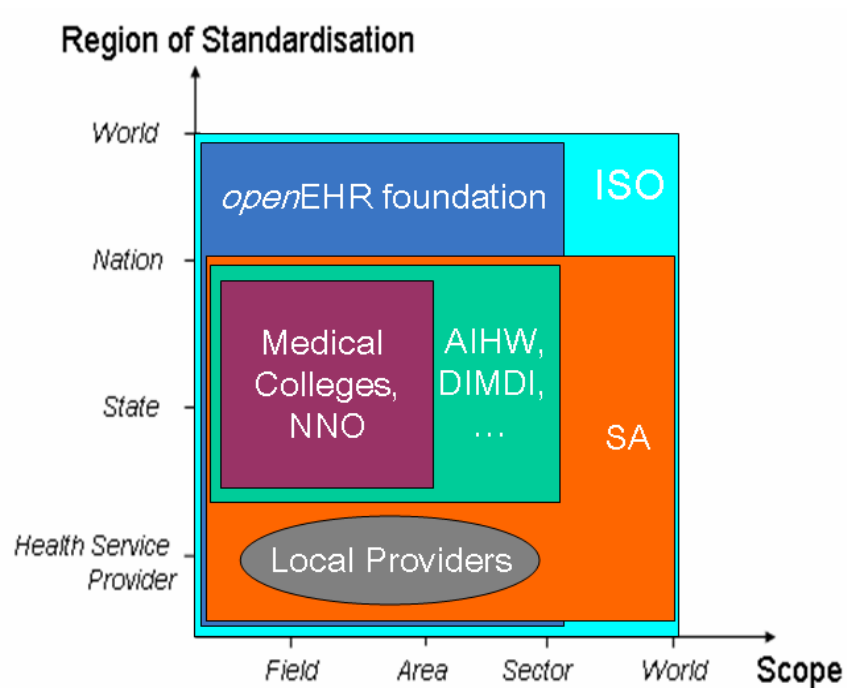 Region of Standardisation
World
openEHR foundation
ISO
Nation
Medical
Colleges,
NNO
AIHW,
DIMDI,
...
State
SA
Health Service
Provider
Local Providers
Field
Area
Sector
World
Scope